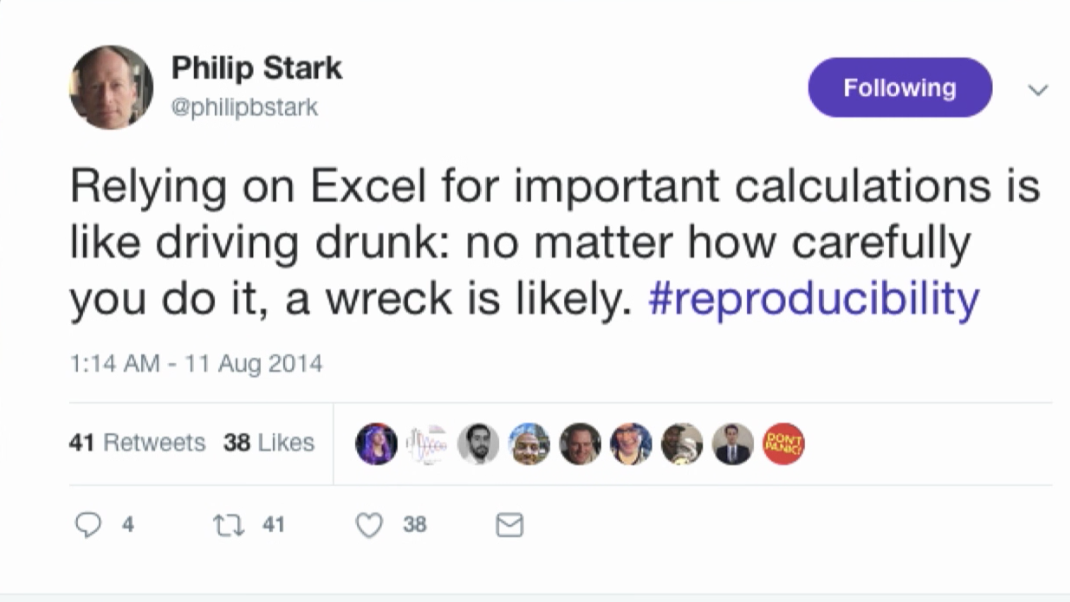 Philip Stark
@philipbstark
Following
Relying on Excel for important calculations is
like driving drunk: no matter how carefully
you do it, a wreck is likely. #reproducibility
1:14 AM - 11 Aug 2014
41 Retweets 38 Likes
DON'T
PANIC!
4 41 38